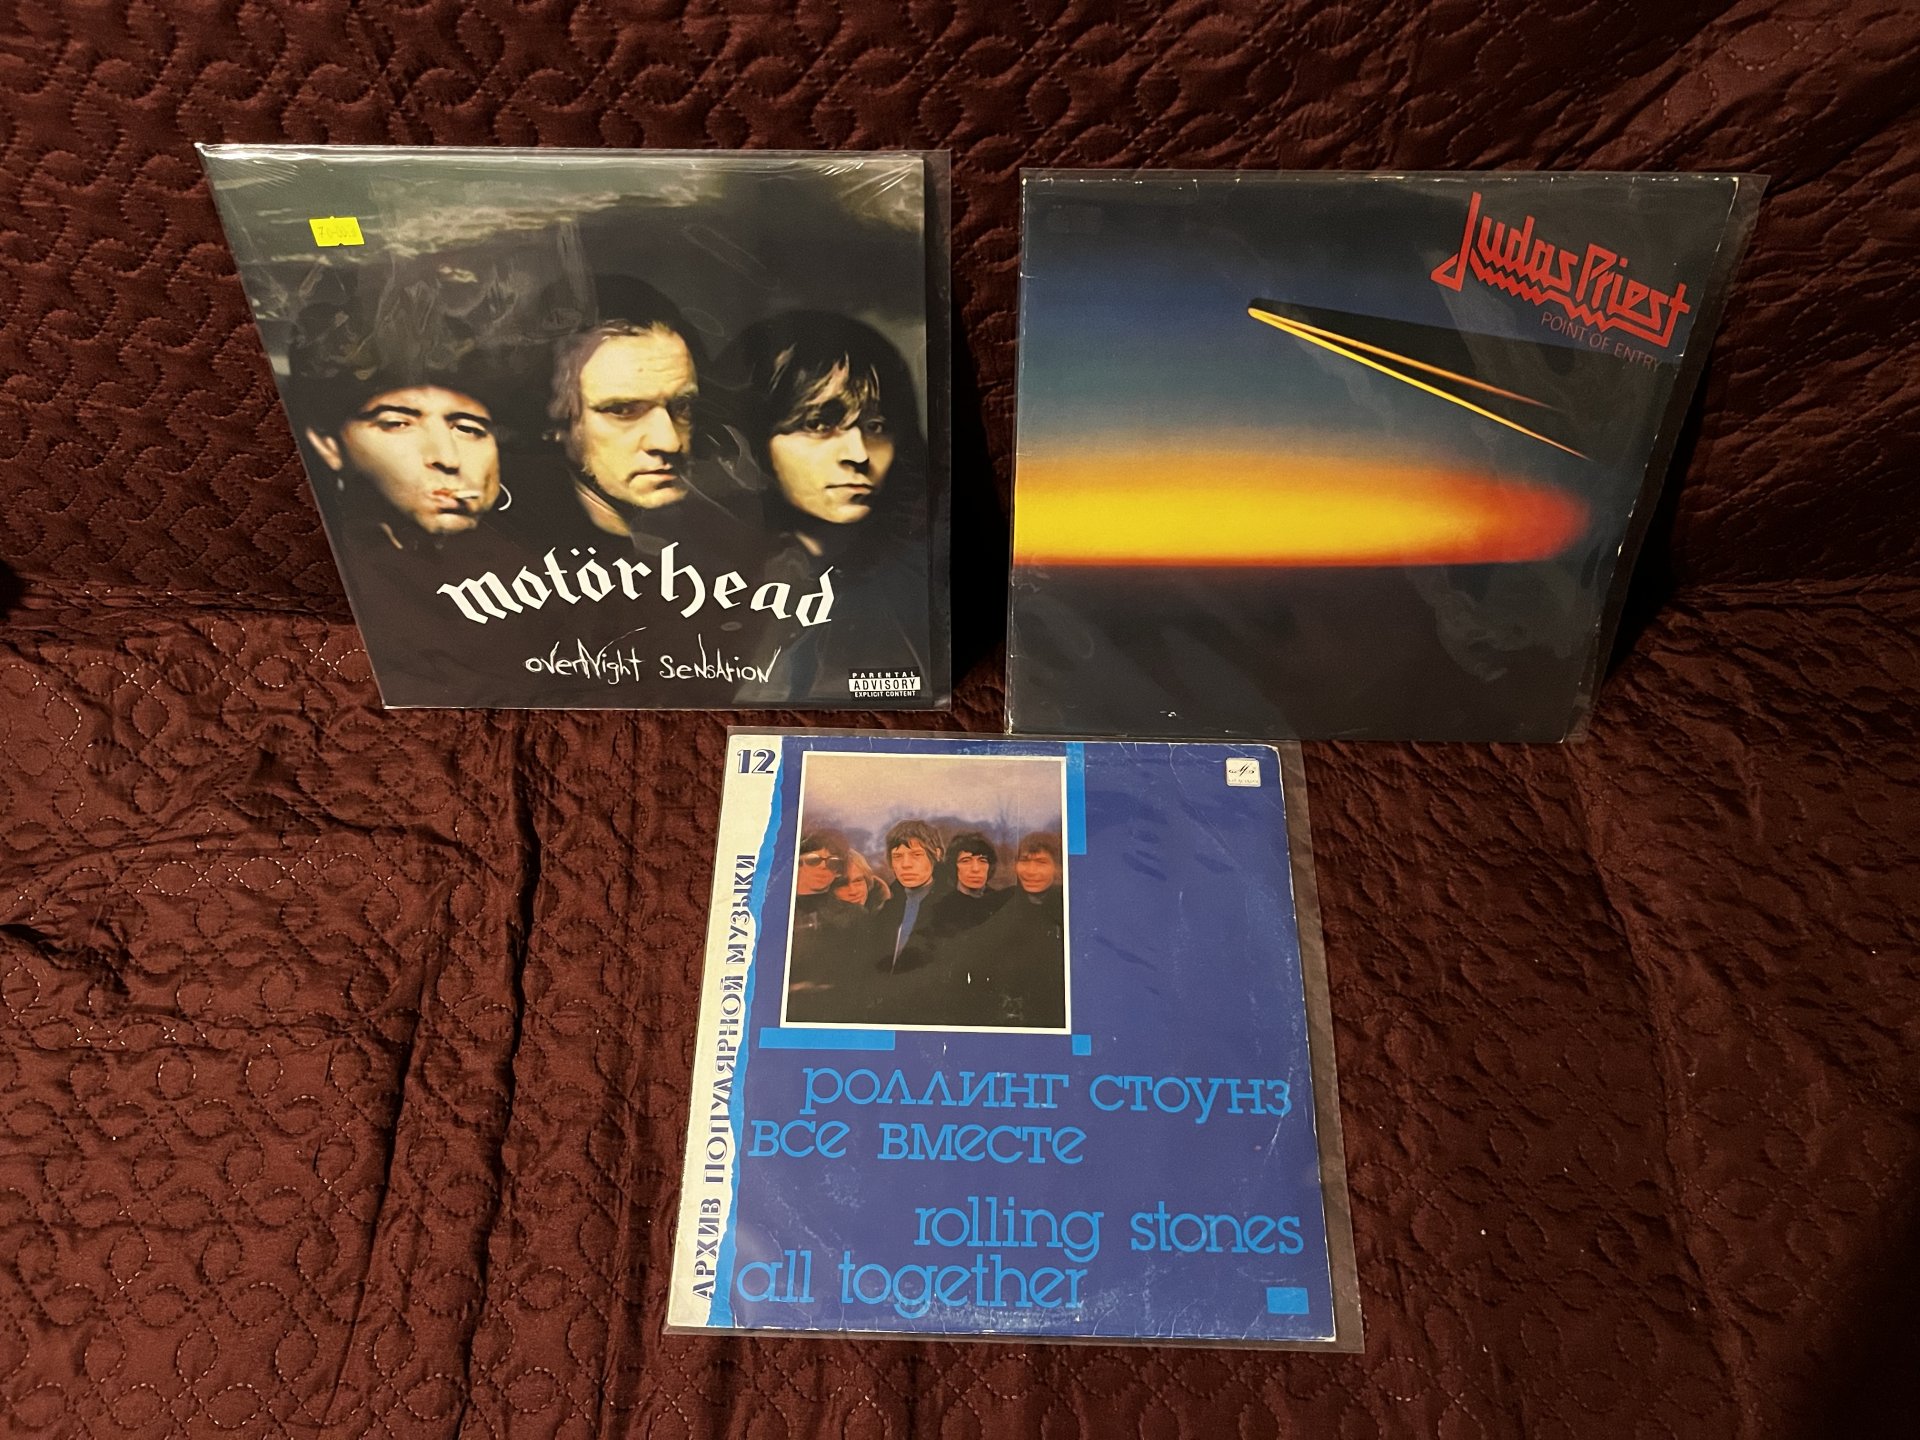 motörhead
overnight sensation
PARENTAL
ADVISORY
EXPLICIT CONTENT
Judas Priest
POINT OF ENTRY
12
АРХИВ ПОПУЛЯРНОЙ МУЗЫКИ
роллинг стоунз
все вместе
rolling stones
all together